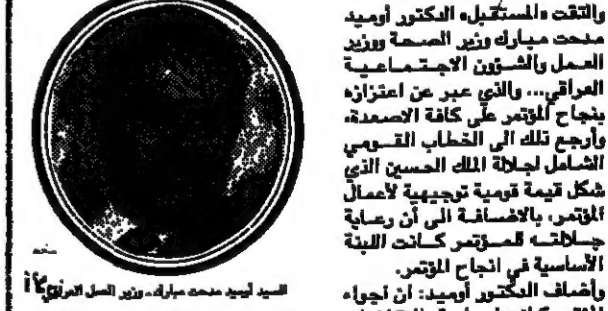 والتقت «المستقبل» الدكتور أوميد
مدحت مبارك وزير الصحة ووزير
العمل والشؤون الاجتماعية
العراقي... والذي عبر عن اعتزازه
بنجاح المؤتمر على كافة الاصعدة،
وأرجع ذلك الى الخطاب القومي
الشامل لجلالة الملك الحسين الذي
شكل قيمة قومية توجيهية لأعمال
المؤتمر، بالاضافة الى أن رعاية
جلالته للمؤتمر كانت اللبنة
الأساسية في انجاح المؤتمر.
وأضاف الدكتور أوميد: ان أجواء
السيد أوميد مدحت مبارك - وزير العمل العراقي